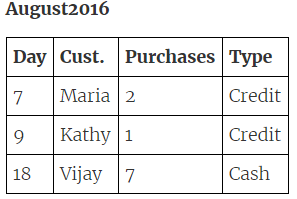 August2016
Day Cust. Purchases Type
7 Maria 2 Credit
9 Kathy 1 Credit
18 Vijay 7 Cash